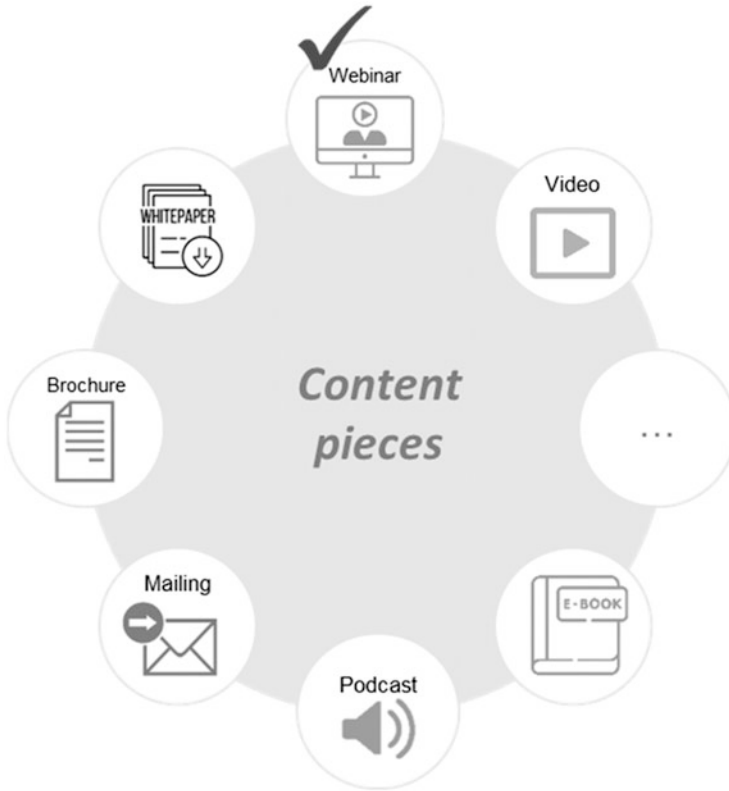 Webinar
Video
WHITEPAPER
Content
pieces
Brochure
...
Mailing
E-BOOK
Podcast